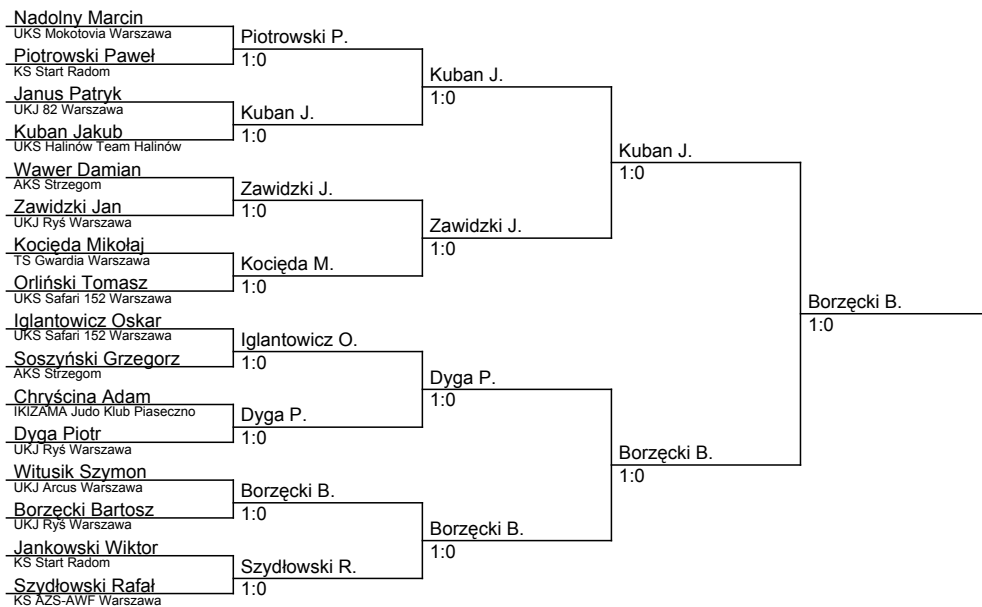 Nadolny Marcin
UKS Mokotovia Warszawa
Piotrowski Paweł
KS Start Radom
Janus Patryk
UKJ 82 Warszawa
Kuban Jakub
UKS Halinów Team Halinów
Wawer Damian
AKS Strzegom
Zawidzki Jan
UKJ Ryś Warszawa
Kocięda Mikołaj
TS Gwardia Warszawa
Orliński Tomasz
UKS Safari 152 Warszawa
Iglantowicz Oskar
UKS Safari 152 Warszawa
Soszyński Grzegorz
AKS Strzegom
Chryścina Adam
IKIZAMA Judo Klub Piaseczno
Dyga Piotr
UKJ Ryś Warszawa
Witusik Szymon
UKJ Arcus Warszawa
Borzęcki Bartosz
UKJ Ryś Warszawa
Jankowski Wiktor
KS Start Radom
Szydłowski Rafał
KS AZS-AWF Warszawa
Piotrowski P.
1:0
Kuban J.
1:0
Zawidzki J.
1:0
Kocięda M.
1:0
Iglantowicz O.
1:0
Dyga P.
1:0
Borzęcki B.
1:0
Szydłowski R.
1:0
Kuban J.
1:0
Zawidzki J.
1:0
Dyga P.
1:0
Borzęcki B.
1:0
Kuban J.
1:0
Borzęcki B.
1:0
Borzęcki B.
1:0